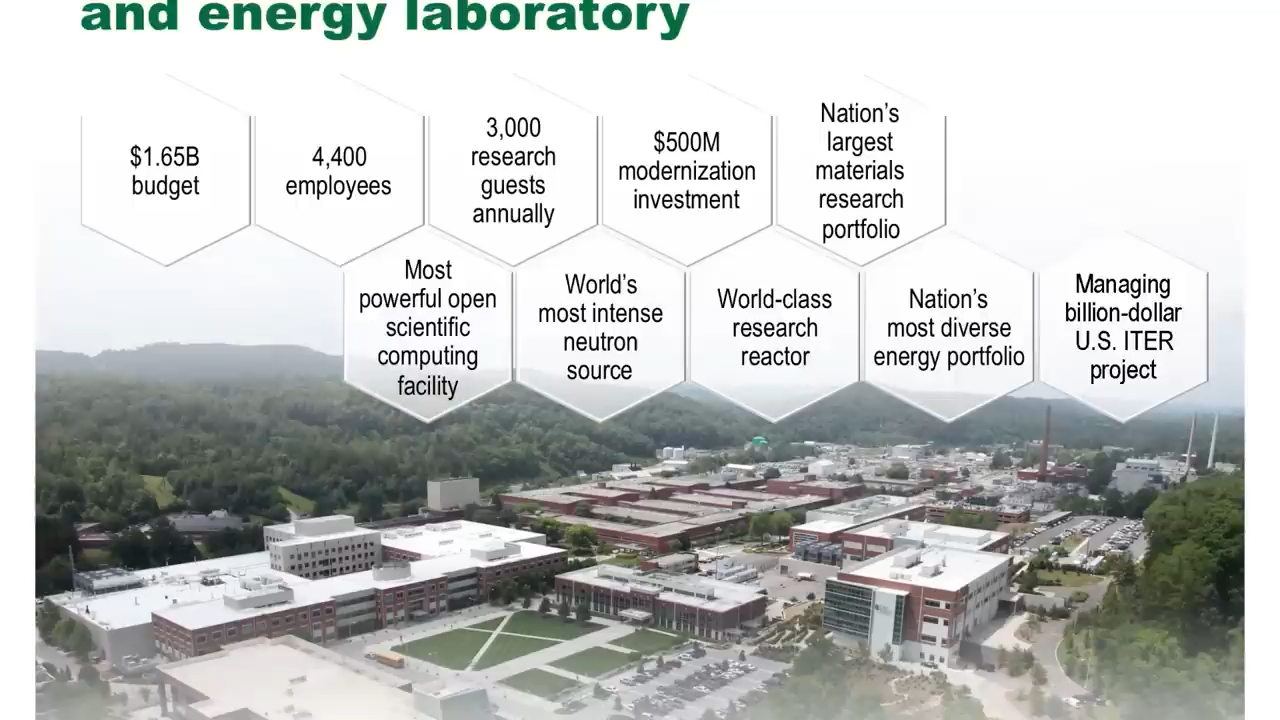 and energy laboratory
$1.65B
budget
4,400
employees
3,000
research
guests
annually
$500M
modernization
investment
Nation’s
largest
materials
research
portfolio
Most
powerful open
scientific
computing
facility
World’s
most intense
neutron
source
World-class
research
reactor
Nation’s
most diverse
energy portfolio
Managing
billion-dollar
U.S. ITER
project